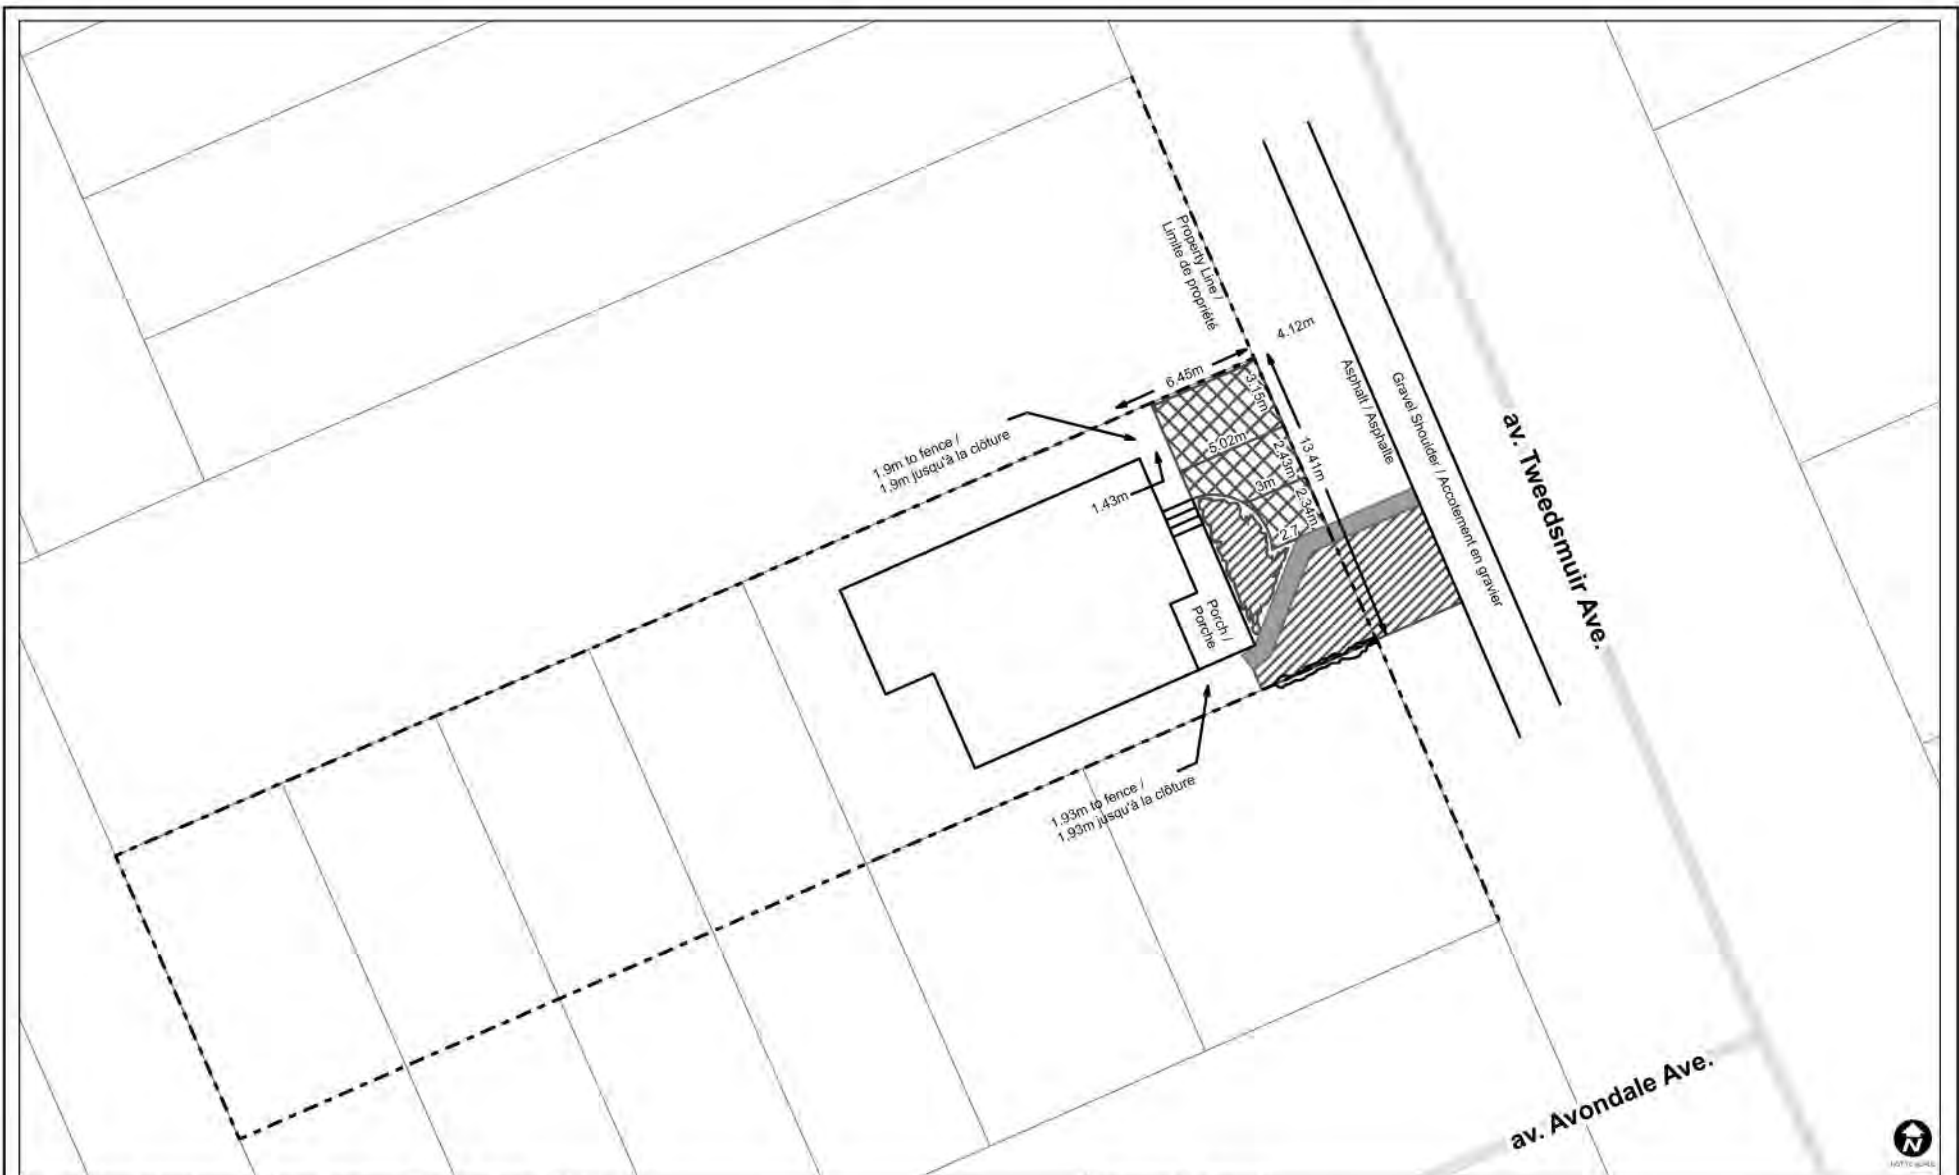 Property Line /
Limite de propriété
4.12m
6.45m
3.15m
Asphalt / Asphalte
Gravel Shoulder / Accotement en gravier
av. Tweedsmuir Ave.
1.9m to fence /
1.9m jusqu'à la clôture
5.02m
2.43m
13.41m
1.43m
3m
2.34m
2.7
Porch /
Porche
1.93m to fence /
1.93m jusqu'à la clôture
av. Avondale Ave.
N